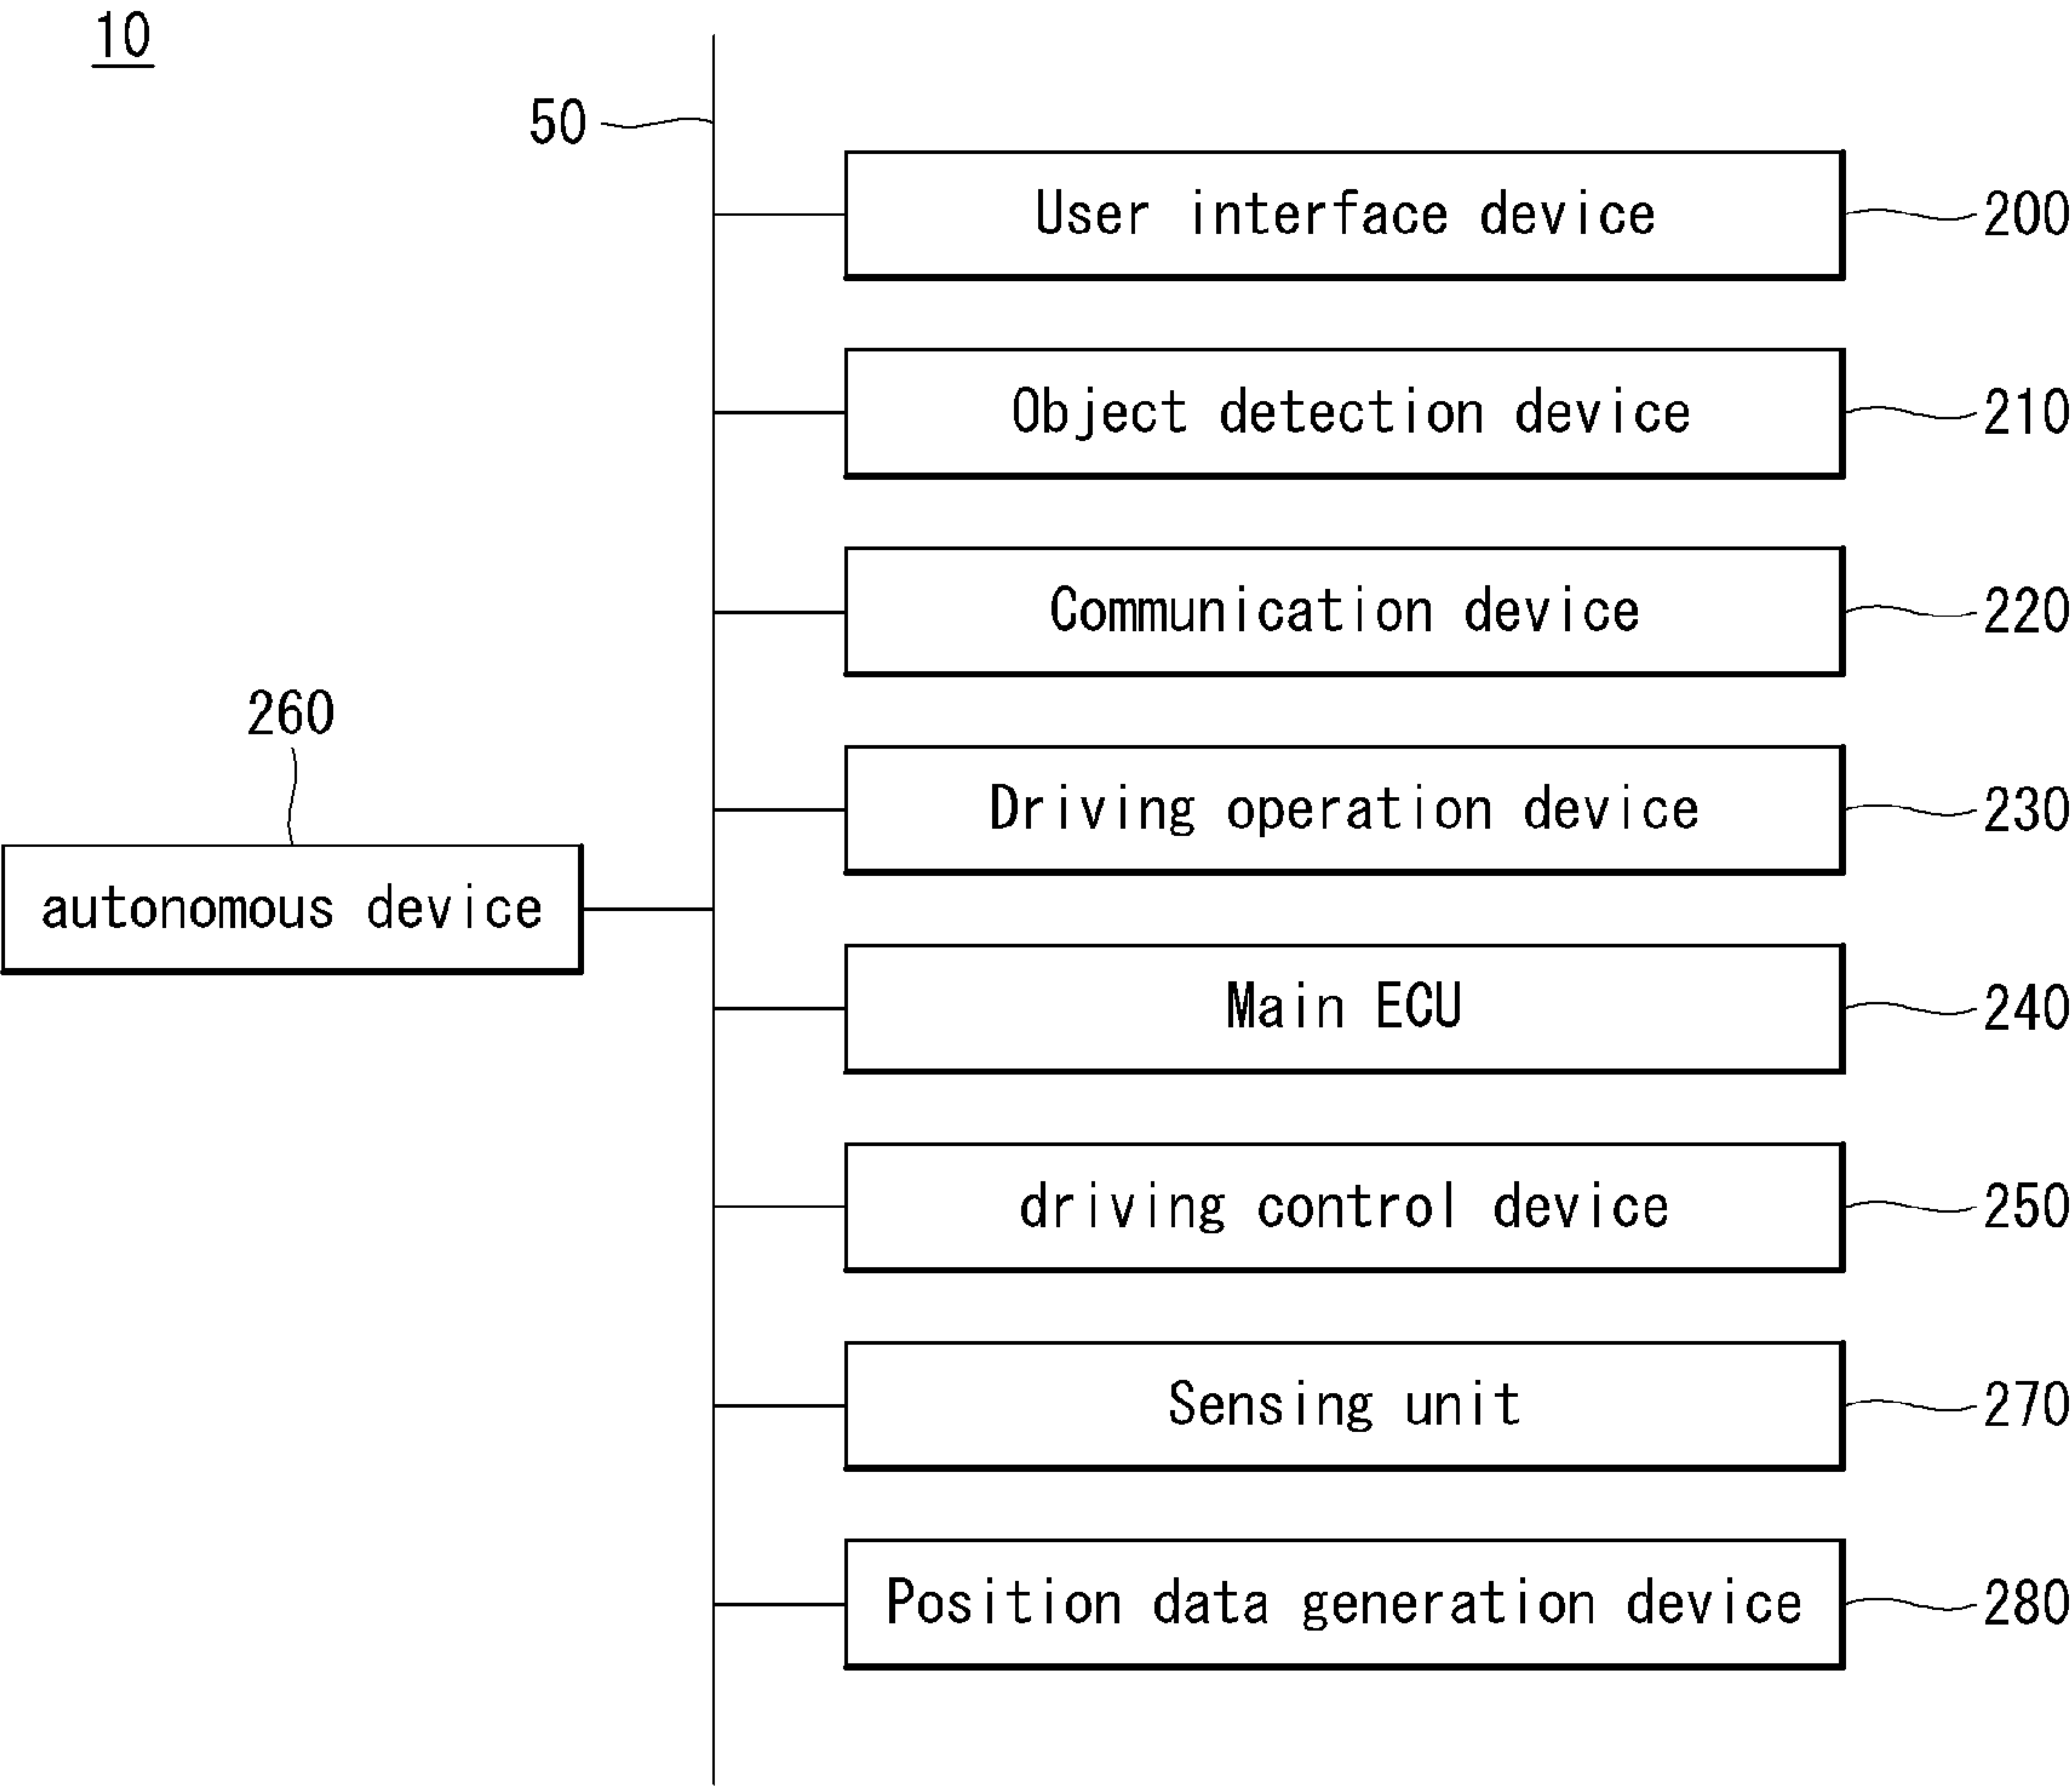 10
50
User interface device
200
Object detection device
210
Communication device
220
260
Driving operation device
230
autonomous device
Main ECU
240
driving control device
250
Sensing unit
270
Position data generation device
280